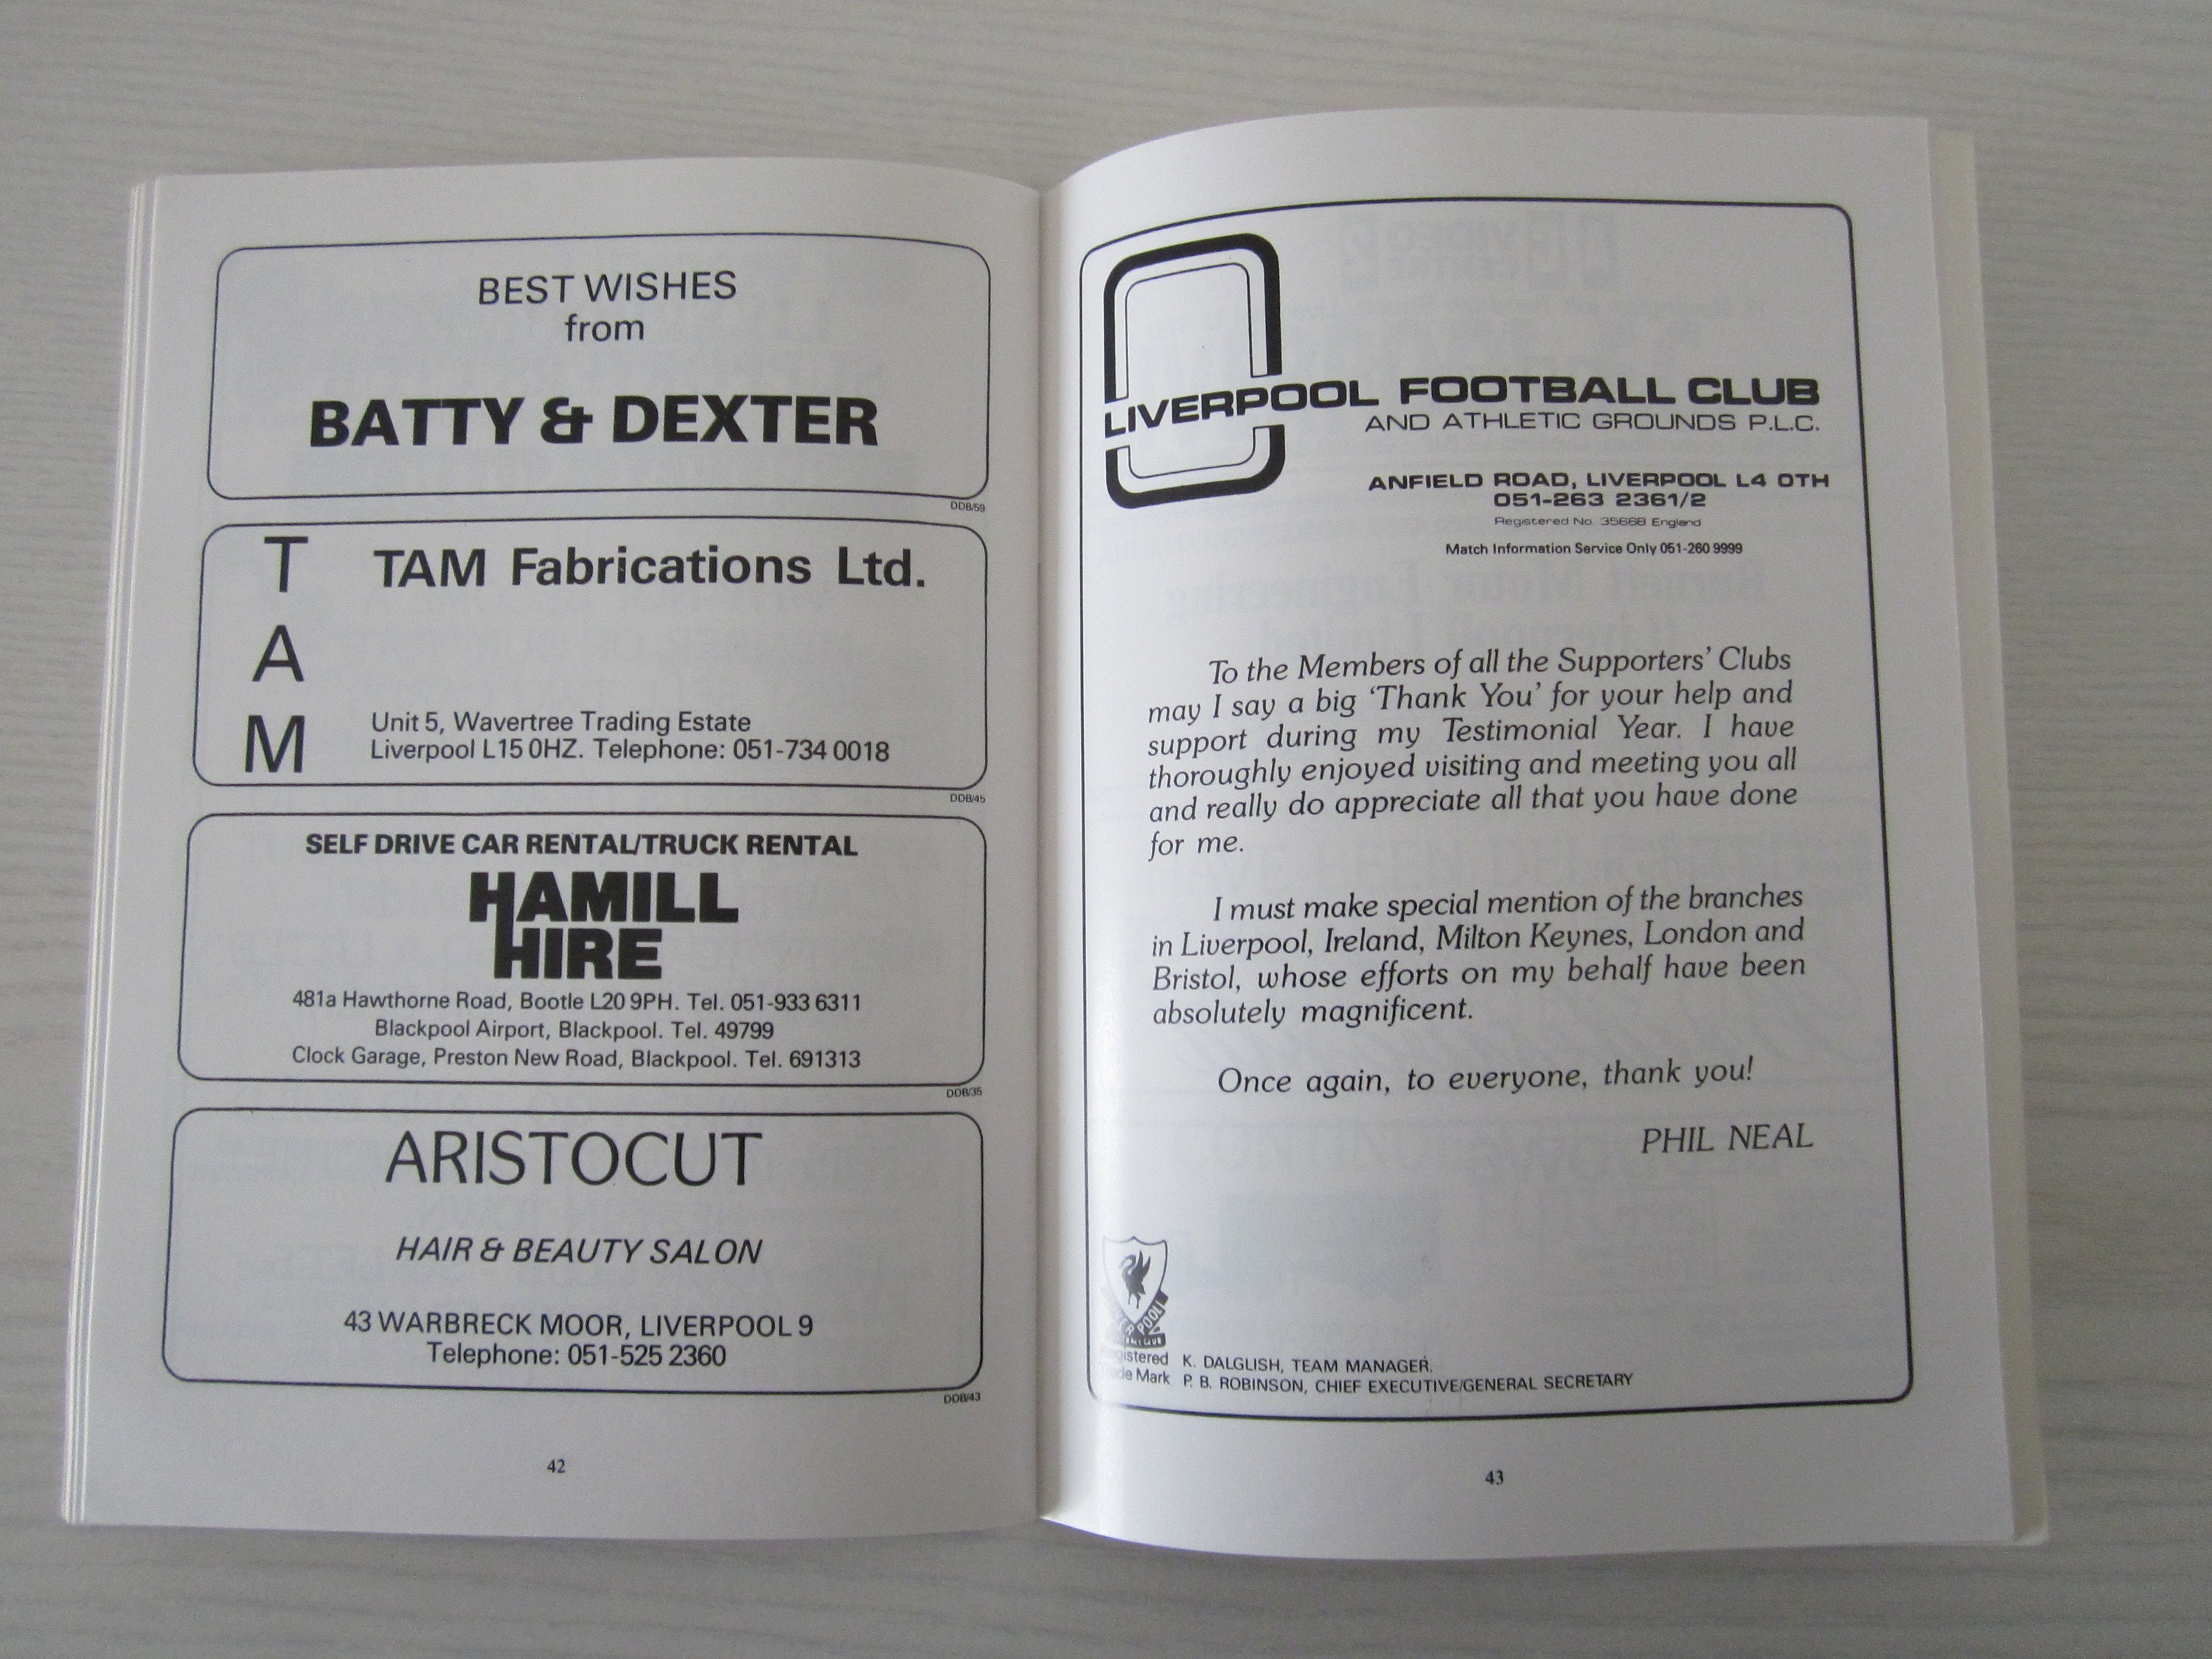 BEST WISHES
from
BATTY & DEXTER
DDB/59
T
A
M
TAM Fabrications Ltd.
Unit 5, Wavertree Trading Estate
Liverpool L15 0HZ. Telephone: 051-734 0018
DDB/45
SELF DRIVE CAR RENTAL/TRUCK RENTAL
HAMILL
HIRE
481a Hawthorne Road, Bootle L20 9PH. Tel. 051-933 6311
Blackpool Airport, Blackpool. Tel. 49799
Clock Garage, Preston New Road, Blackpool. Tel. 691313
DDB/35
ARISTOCUT
HAIR & BEAUTY SALON
43 WARBRECK MOOR, LIVERPOOL 9
Telephone: 051-525 2360
DDB/43
42
LIVERPOOL FOOTBALL CLUB
AND ATHLETIC GROUNDS P.L.C.
ANFIELD ROAD, LIVERPOOL L4 0TH
051-263 2361/2
Registered No. 35668 England
Match Information Service Only 051-260 9999
To the Members of all the Supporters' Clubs
may I say a big 'Thank You' for your help and
support during my Testimonial Year. I have
thoroughly enjoyed visiting and meeting you all
and really do appreciate all that you have done
for me.
I must make special mention of the branches
in Liverpool, Ireland, Milton Keynes, London and
Bristol, whose efforts on my behalf have been
absolutely magnificent.
Once again, to everyone, thank you!
PHIL NEAL
K. DALGLISH, TEAM MANAGER.
Mark P. B. ROBINSON, CHIEF EXECUTIVE/GENERAL SECRETARY
43